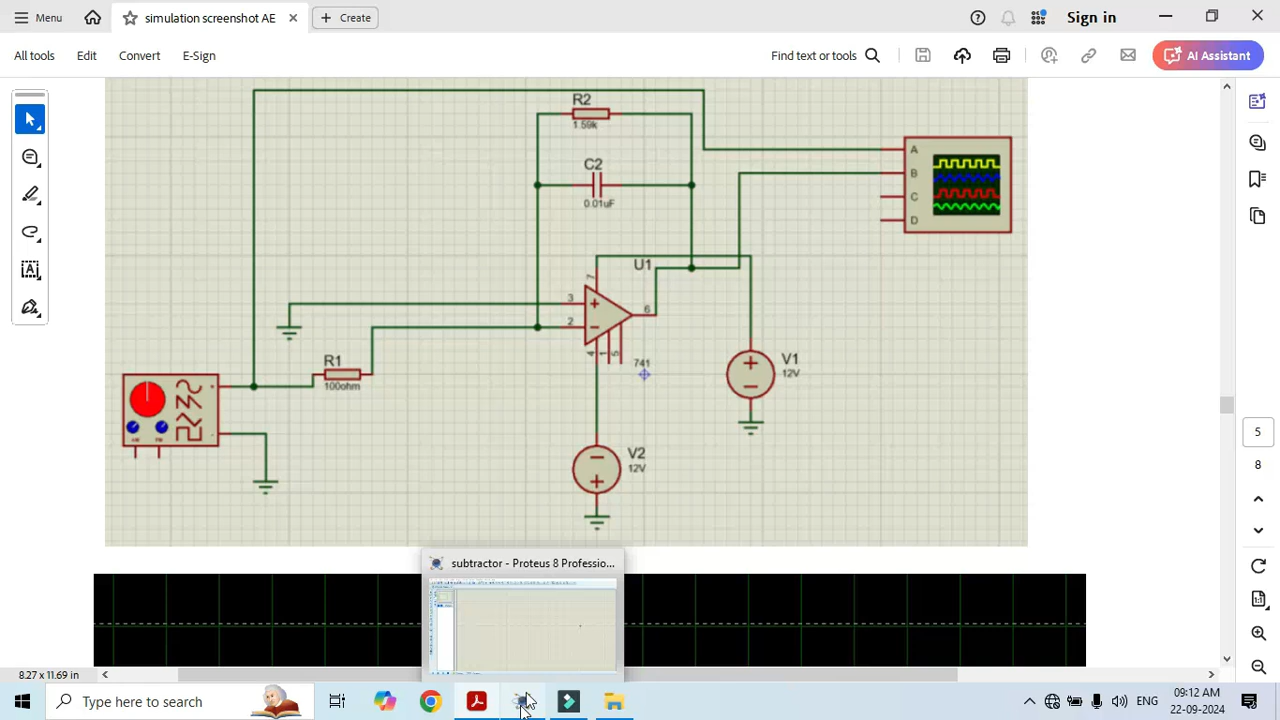 Menu
simulation screenshot AE
Create
Sign in
All tools
Edit
Convert
E-Sign
Find text or tools
AI Assistant
R2
1.59k
C2
0.01uF
A
B
C
D
U1
7
3
2
6
4
1
5
741
R1
100ohm
V1
12V
V2
12V
5
8
subtractor - Proteus 8 Professio...
8.27 x 11.69 in
Type here to search
ENG
09:12 AM
22-09-2024